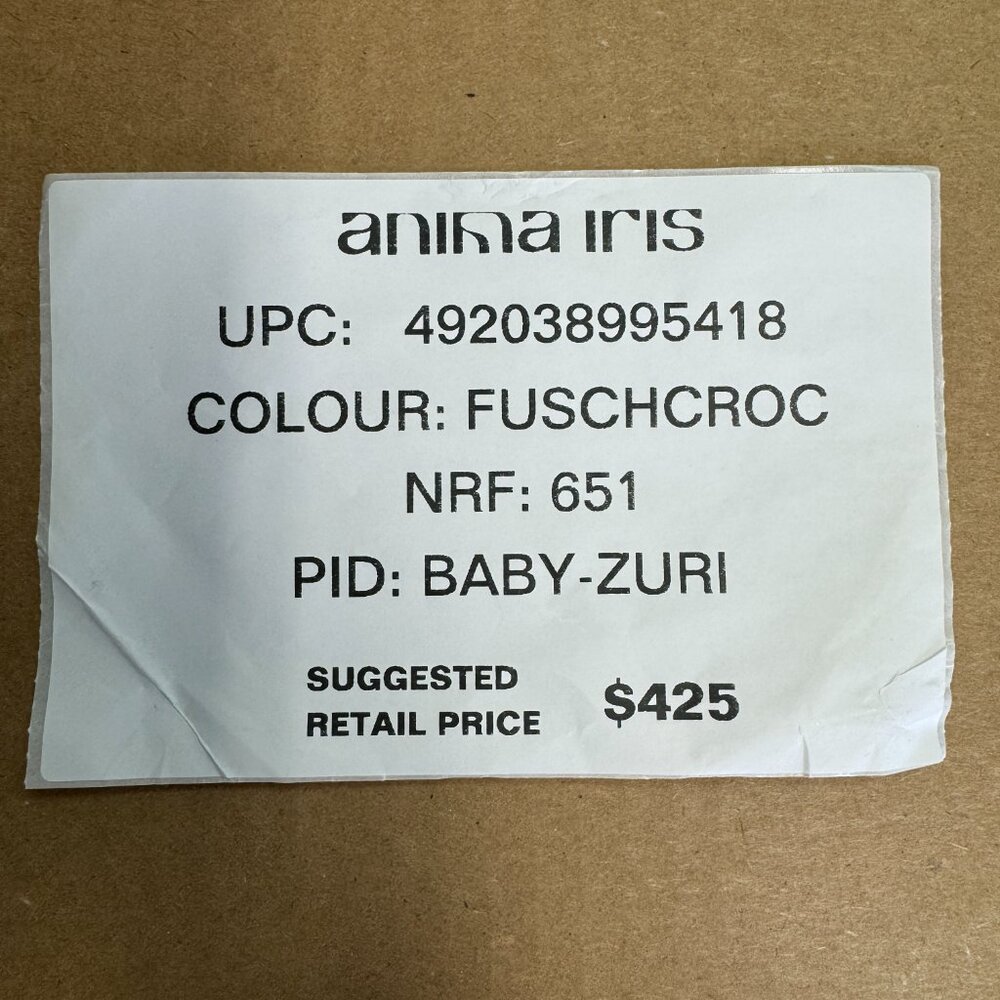 anima iris
UPC: 492038995418
COLOUR: FUSCHCROC
NRF: 651
PID: BABY-ZURI
SUGGESTED
RETAIL PRICE
$425